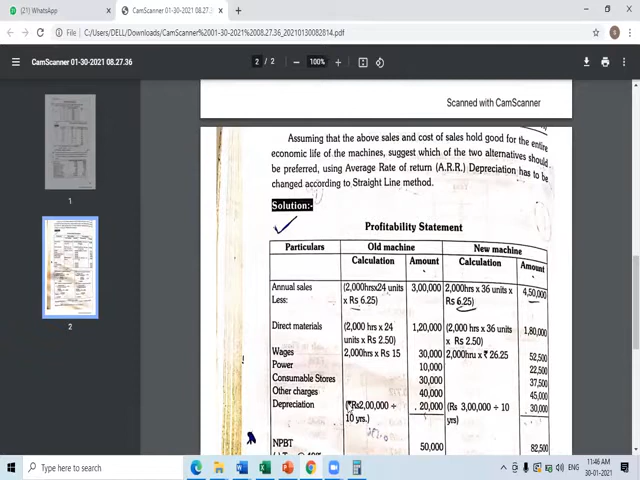 (21) WhatsApp
CamScanner 01-30-2021 08.27.36
File | C:/Users/DELL/Downloads/CamScanner%2001-30-2021%2008.27.36_20210130082814.pdf
CamScanner 01-30-2021 08.27.36
2 / 2
100%
Scanned with CamScanner
Assuming that the above sales and cost of sales hold good for the entire
economic life of the machines, suggest which of the two alternatives should
be preferred, using Average Rate of return (A.R.R.) Depreciation has to be
changed according to Straight Line method.
Solution:-
Profitability Statement
Particulars Old machine New machine
Calculation Amount Calculation Amount
Annual sales (2,000hrsx24 units 3,00,000 2,000hrs x 36 units x 4,50,000
Less: x Rs 6.25) Rs 6.25)
Direct materials (2,000 hrs x 24 1,20,000 (2,000 hrs x 36 units 1,80,000
units x Rs 2.50) x Rs 2.50)
Wages 2,000hrs x Rs 15 30,000 2,000hru x ₹ 26.25 52,500
Power 10,000 22,500
Consumable Stores 30,000 37,500
Other charges 40,000 45,000
Depreciation (₹Rs2,00,000 ÷ 20,000 (Rs 3,00,000 ÷ 10 30,000
10 yrs.) yrs)
NPBT 50,000 82,500
1
2
Type here to search
ENG
11:46 AM
30-01-2021